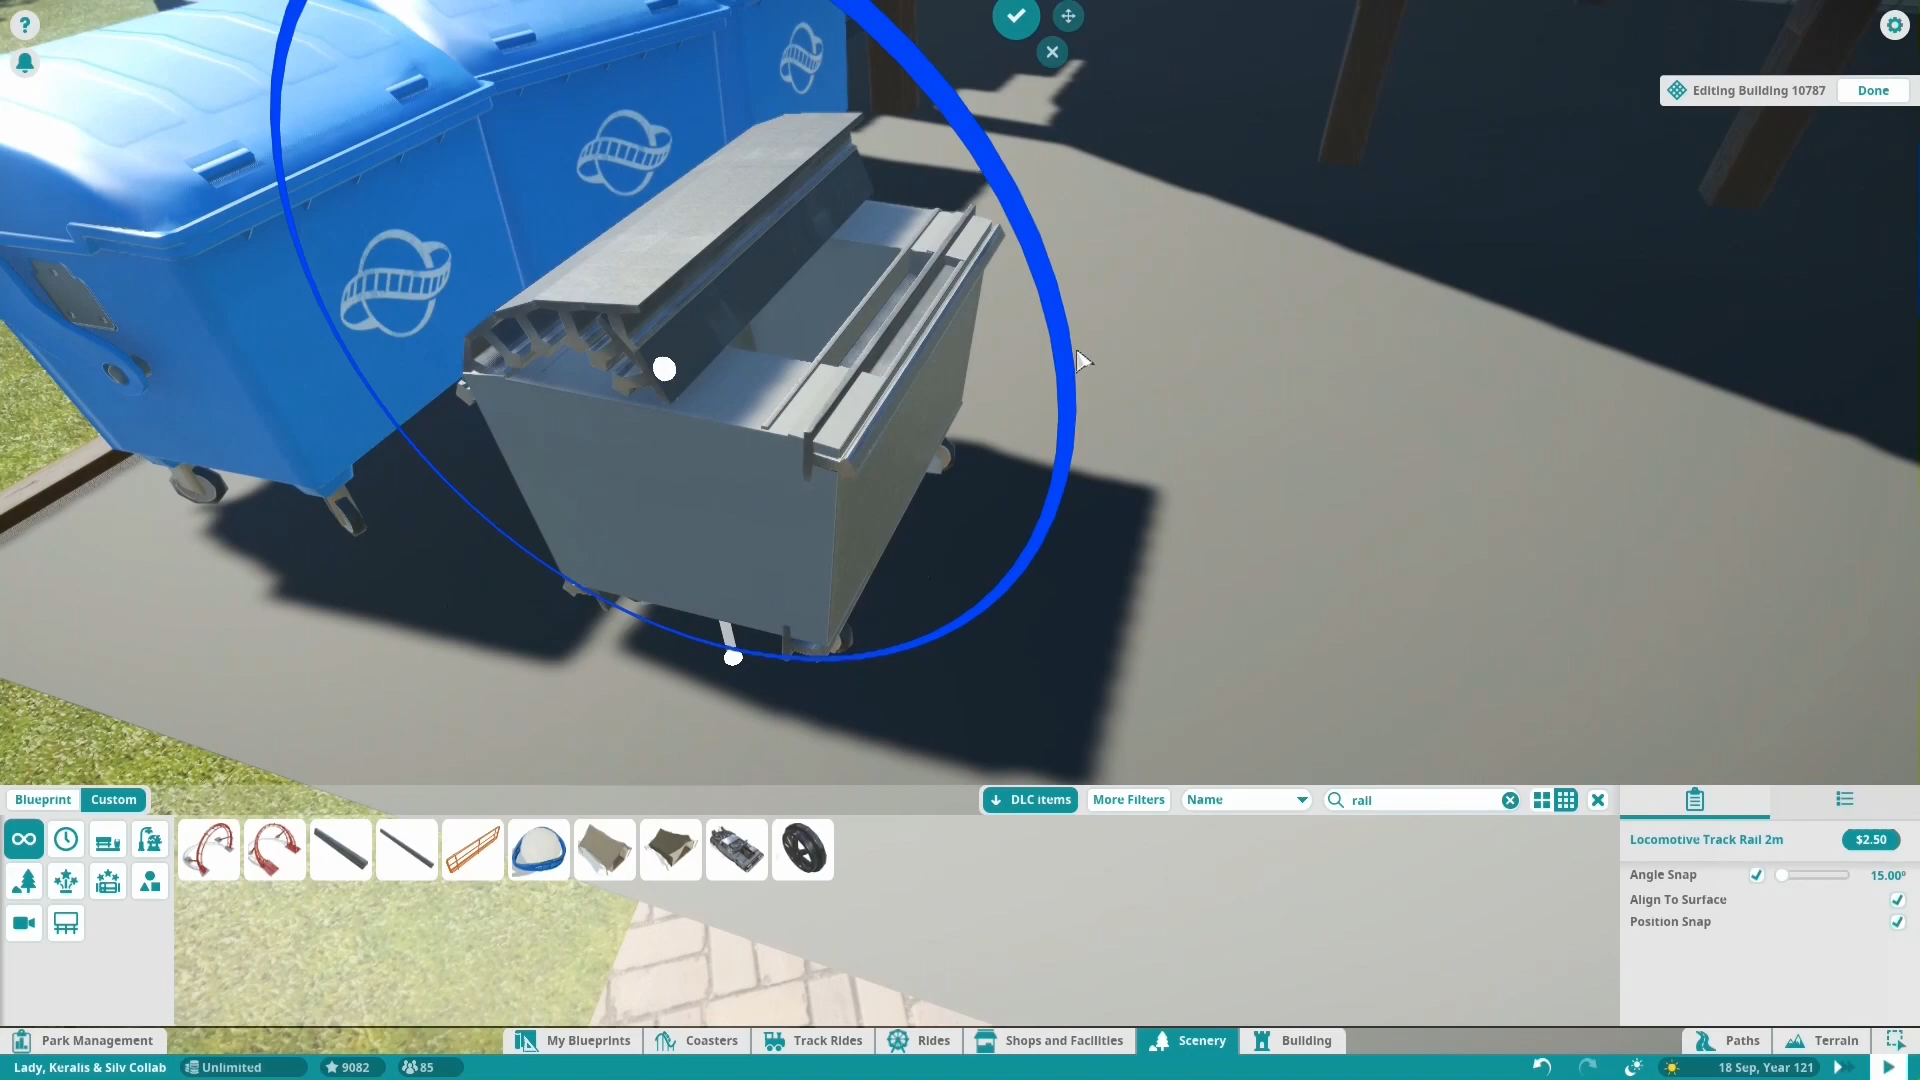 ?
Editing Building 10787 Done
Blueprint Custom DLC items More Filters Name rail
Locomotive Track Rail 2m $2.50
Angle Snap 15.00°
Align To Surface
Position Snap
Park Management My Blueprints Coasters Track Rides Rides Shops and Facilities Scenery Building Paths Terrain
Lady, Keralis & Silv Collab Unlimited 9082 85 18 Sep, Year 121